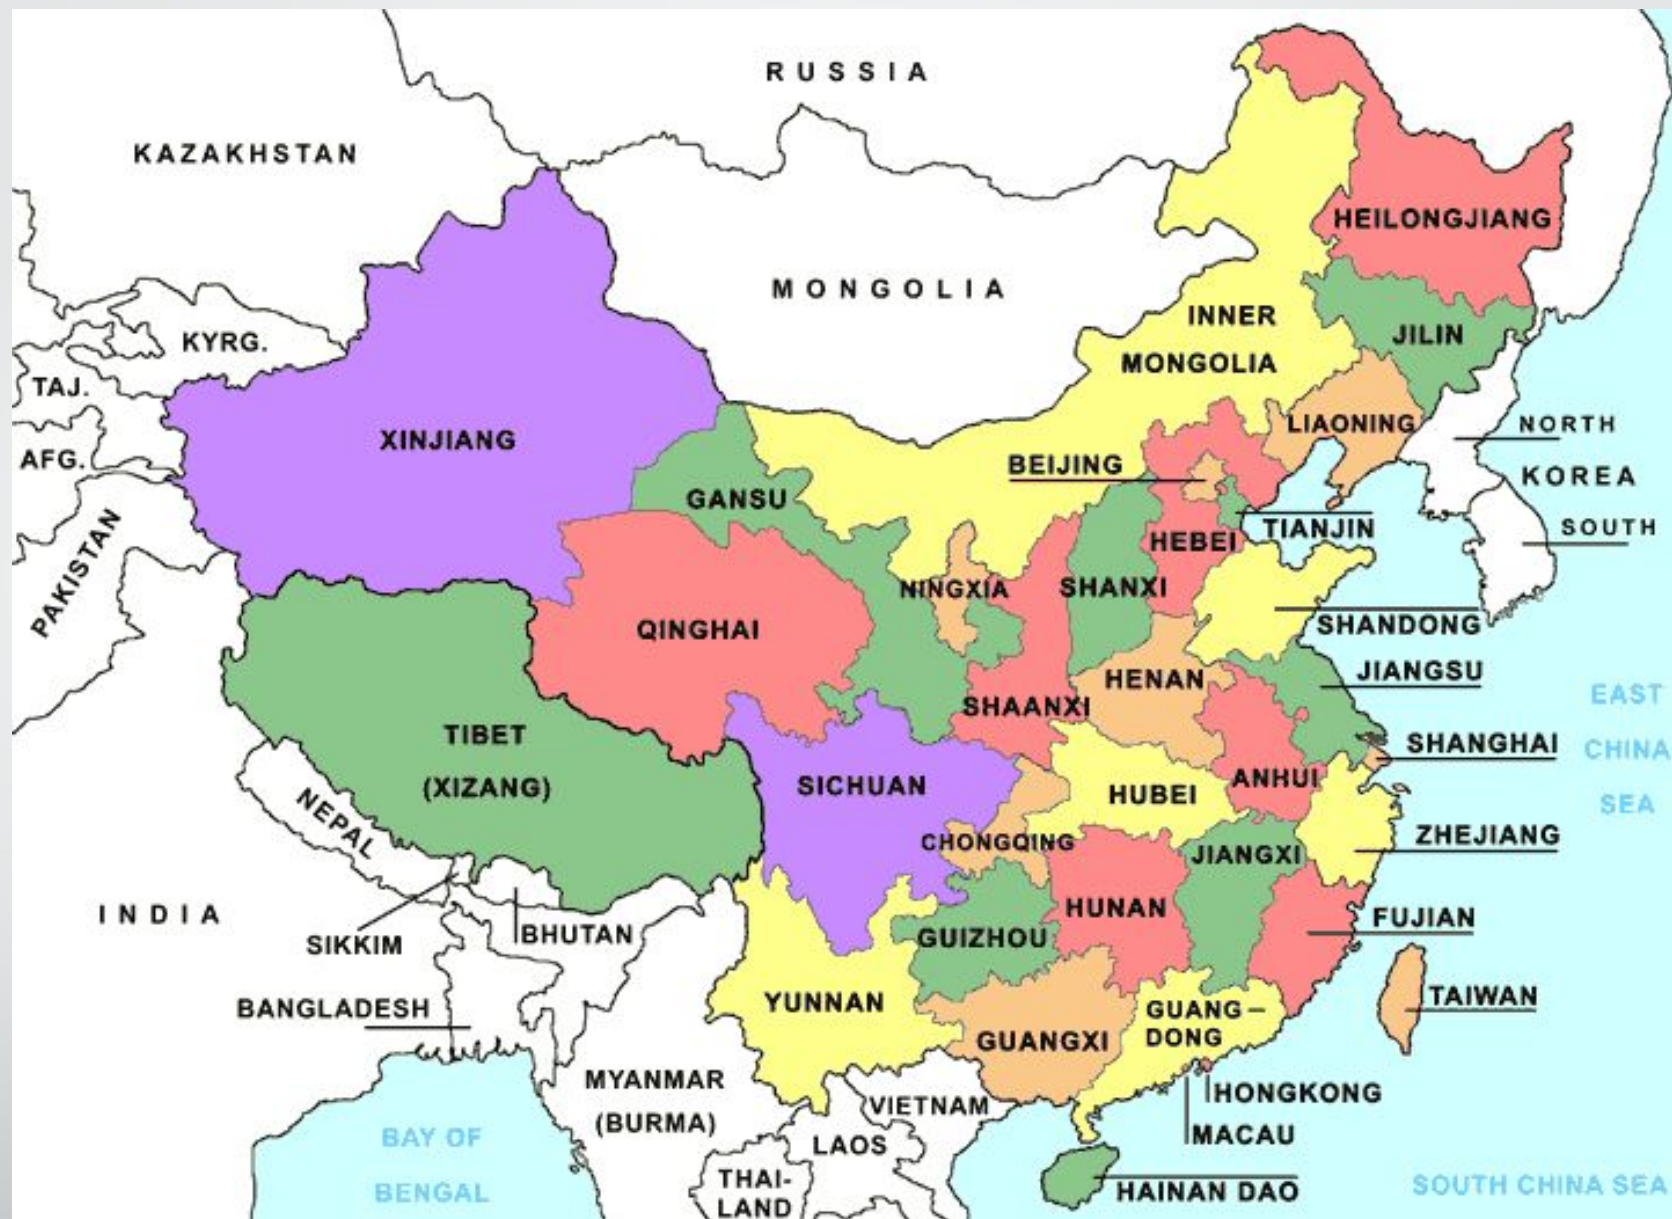 RUSSIA
KAZAKHSTAN
HEILONGJIANG
MONGOLIA
INNER
MONGOLIA
JILIN
KYRG.
TAJ.
AFG.
PAKISTAN
XINJIANG
GANSU
BEIJING
LIAONING
NORTH
KOREA
SOUTH
TIANJIN
HEBEI
NINGXIA
SHANXI
QINGHAI
SHANDONG
JIANGSU
HENAN
SHAANXI
EAST
CHINA
SEA
SHANGHAI
TIBET
(XIZANG)
SICHUAN
HUBEI
ANHUI
NEPAL
CHONGQING
JIANGXI
ZHEJIANG
INDIA
SIKKIM
BHUTAN
GUIZHOU
HUNAN
FUJIAN
BANGLADESH
YUNNAN
GUANGXI
GUANG–
DONG
TAIWAN
MYANMAR
(BURMA)
VIETNAM
LAOS
HONGKONG
MACAU
BAY OF
BENGAL
THAI-
LAND
HAINAN DAO
SOUTH CHINA SEA